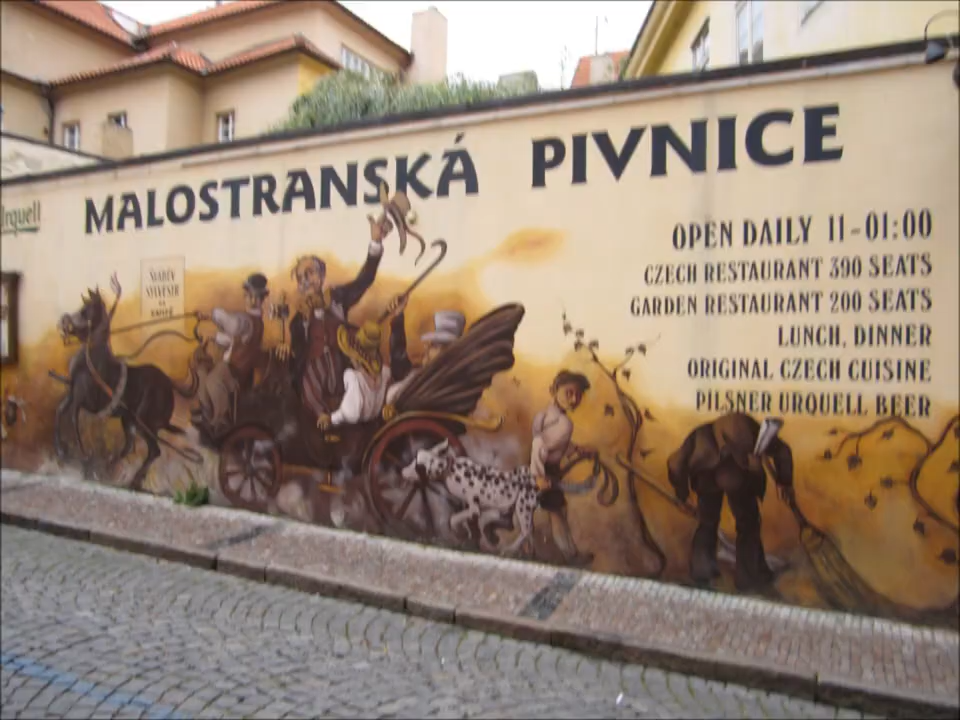 MALOSTRANSKÁ PIVNICE
Urquell
OPEN DAILY 11-01:00
CZECH RESTAURANT 390 SEATS
GARDEN RESTAURANT 200 SEATS
LUNCH, DINNER
ORIGINAL CZECH CUISINE
PILSNER URQUELL BEER